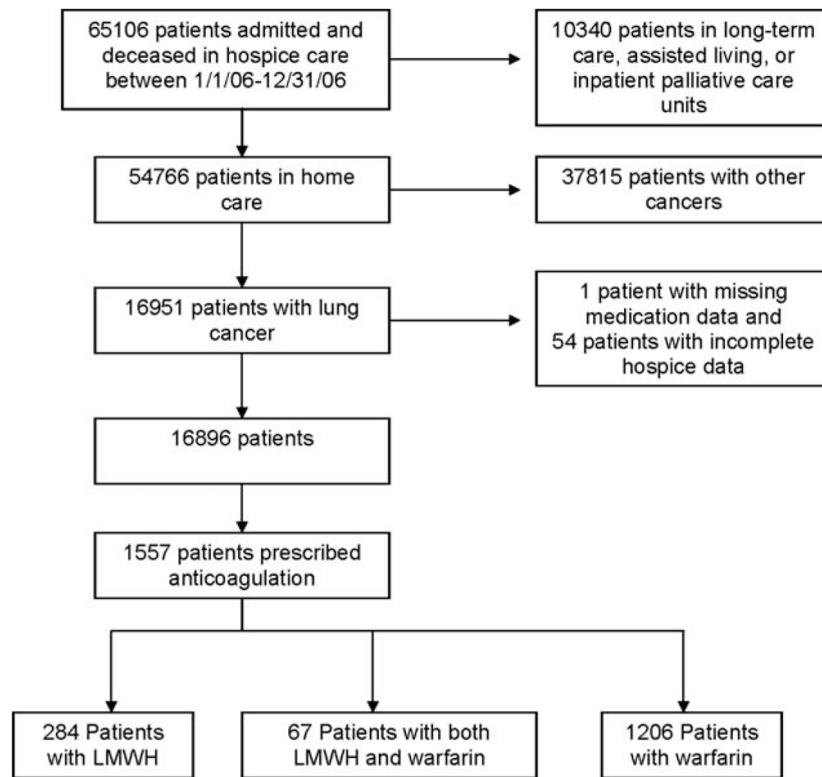 65106 patients admitted and
deceased in hospice care
between 1/1/06-12/31/06
10340 patients in long-term
care, assisted living, or
inpatient palliative care
units
54766 patients in home
care
37815 patients with other
cancers
16951 patients with lung
cancer
1 patient with missing
medication data and
54 patients with incomplete
hospice data
16896 patients
1557 patients prescribed
anticoagulation
284 Patients
with LMWH
67 Patients with both
LMWH and warfarin
1206 Patients
with warfarin